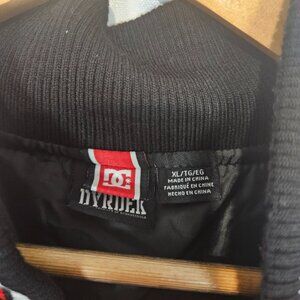 DC
DYRDEK
XL/TG/EG
MADE IN CHINA
FABRIQUÉ EN CHINE
HECHO EN CHINA